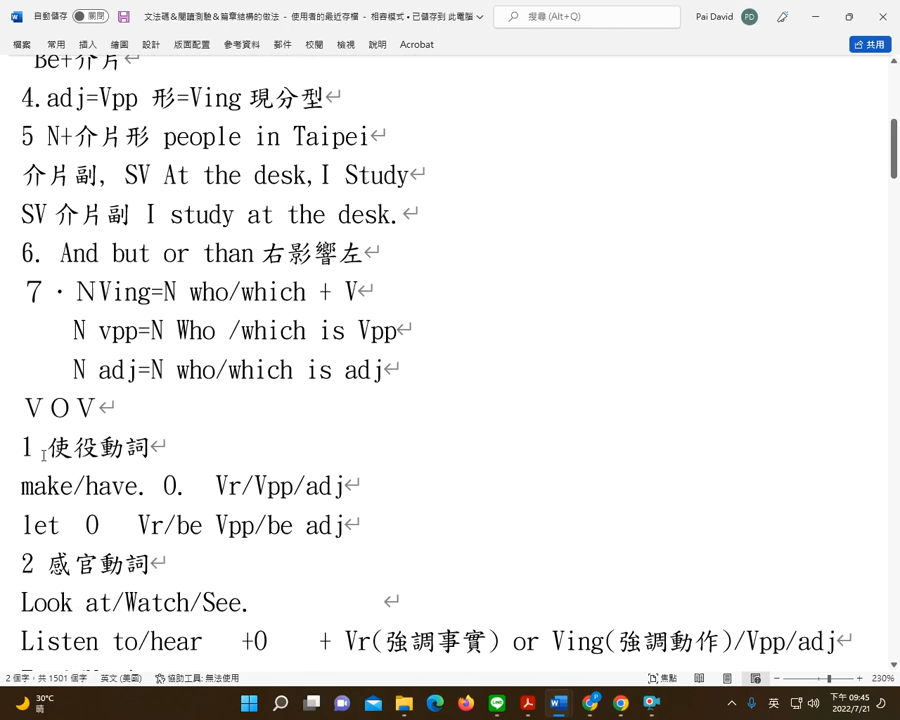 自動儲存 關閉 文法碼&閱讀測驗&篇章結構的做法 - 使用者的最近存檔 - 相容模式 • 已儲存到 此電腦 搜尋 (Alt+Q) Pai David PD
檔案 常用 插入 繪圖 設計 版面配置 參考資料 郵件 校閱 檢視 說明 Acrobat 共用
Be+介片
4.adj=Vpp 形=Ving 現分型
5 N+介片形 people in Taipei
介片副, SV At the desk,I Study
SV 介片副 I study at the desk.
6. And but or than 右影響左
７．ＮVing=N who/which + V
N vpp=N Who /which is Vpp
N adj=N who/which is adj
ＶＯＶ
1 使役動詞
make/have. O. Vr/Vpp/adj
let O Vr/be Vpp/be adj
2 感官動詞
Look at/Watch/See.
Listen to/hear +O + Vr(強調事實) or Ving(強調動作)/Vpp/adj
2 個字，共 1501 個字 英文 (美國) 協助工具: 無法使用 焦點 230%
30°C
晴
英
下午 09:45
2022/7/21